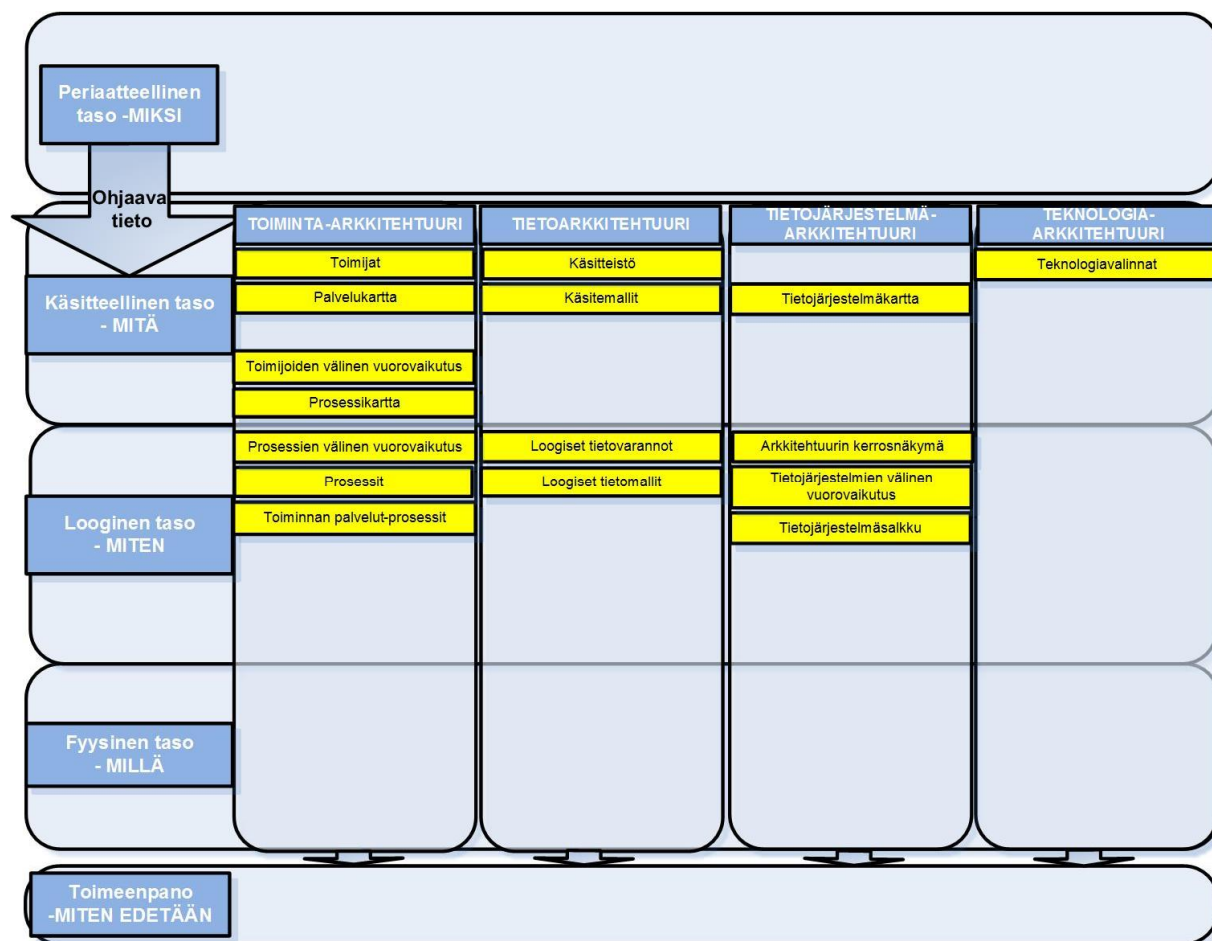 Periaatteellinen
taso -MIKSI
Ohjaava
tieto
TOIMINTA-ARKKITEHTUURI
TIETOARKKITEHTUURI
TIETOJÄRJESTELMÄ-
ARKKITEHTUURI
TEKNOLOGIA-
ARKKITEHTUURI
Käsitteellinen taso
- MITÄ
Toimijat
Käsitteistö
Teknologiavalinnat
Palvelukartta
Käsitemallit
Tietojärjestelmäkartta
Toimijoiden välinen vuorovaikutus
Prosessikartta
Looginen taso
- MITEN
Prosessien välinen vuorovaikutus
Loogiset tietovarannot
Arkkitehtuurin kerrosnäkymä
Prosessit
Loogiset tietomallit
Tietojärjestelmien välinen
vuorovaikutus
Toiminnan palvelut-prosessit
Tietojärjestelmäsalkku
Fyysinen taso
- MILLÄ
Toimeenpano
-MITEN EDETÄÄN